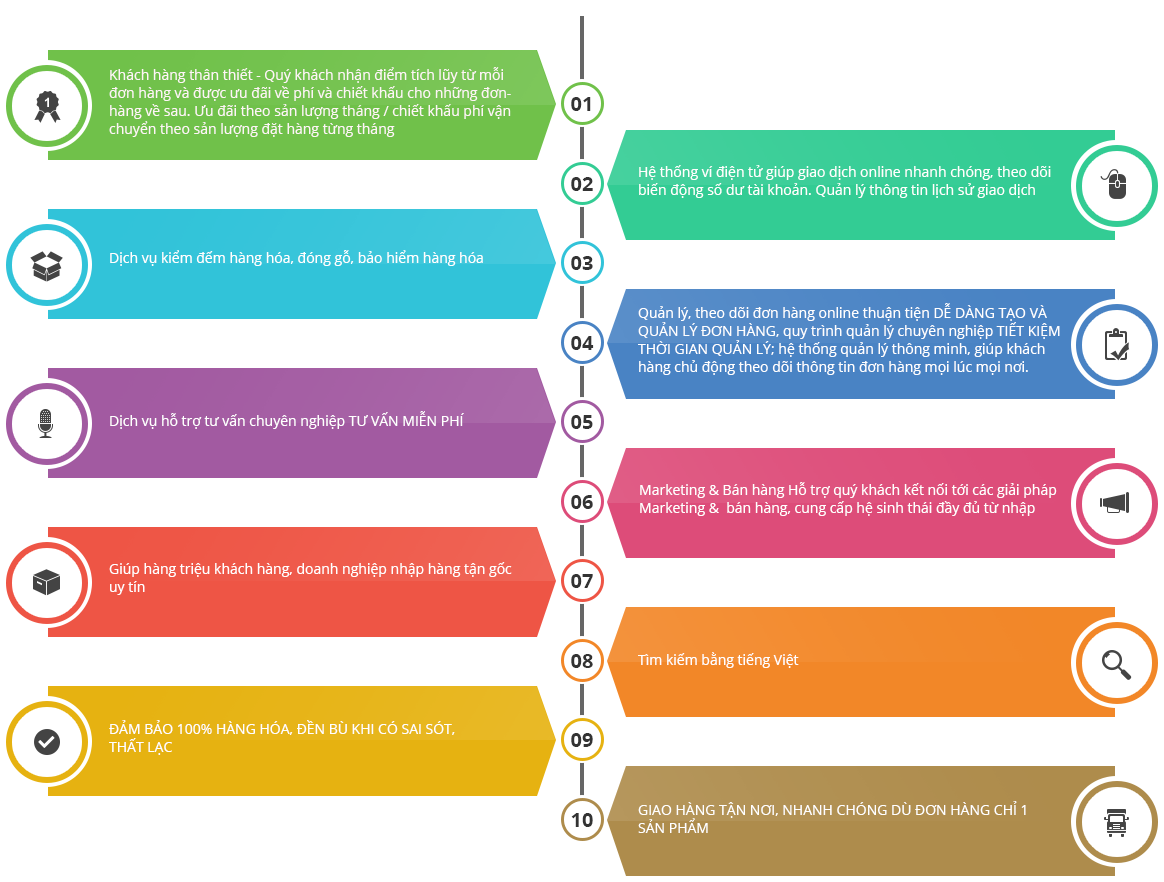 Khách hàng thân thiết - Quý khách nhận điểm tích lũy từ mỗi
đơn hàng và được ưu đãi về phí và chiết khấu cho những đơn-
hàng về sau. Ưu đãi theo sản lượng tháng / chiết khấu phí vận
chuyển theo sản lượng đặt hàng từng tháng
1
01
02
Hệ thống ví điện tử giúp giao dịch online nhanh chóng, theo dõi
biến động số dư tài khoản. Quản lý thông tin lịch sử giao dịch
Dịch vụ kiểm đếm hàng hóa, đóng gỗ, bảo hiểm hàng hóa
03
04
Quản lý, theo dõi đơn hàng online thuận tiện DỄ DÀNG TẠO VÀ
QUẢN LÝ ĐƠN HÀNG, quy trình quản lý chuyên nghiệp TIẾT KIỆM
THỜI GIAN QUẢN LÝ; hệ thống quản lý thông minh, giúp khách
hàng chủ động theo dõi thông tin đơn hàng mọi lúc mọi nơi.
Dịch vụ hỗ trợ tư vấn chuyên nghiệp TƯ VẤN MIỄN PHÍ
05
06
Marketing & Bán hàng Hỗ trợ quý khách kết nối tới các giải pháp
Marketing &  bán hàng, cung cấp hệ sinh thái đầy đủ từ nhập
Giúp hàng triệu khách hàng, doanh nghiệp nhập hàng tận gốc
uy tín
07
08
Tìm kiếm bằng tiếng Việt
ĐẢM BẢO 100% HÀNG HÓA, ĐỀN BÙ KHI CÓ SAI SÓT,
THẤT LẠC
09
10
GIAO HÀNG TẬN NƠI, NHANH CHÓNG DÙ ĐƠN HÀNG CHỈ 1
SẢN PHẨM